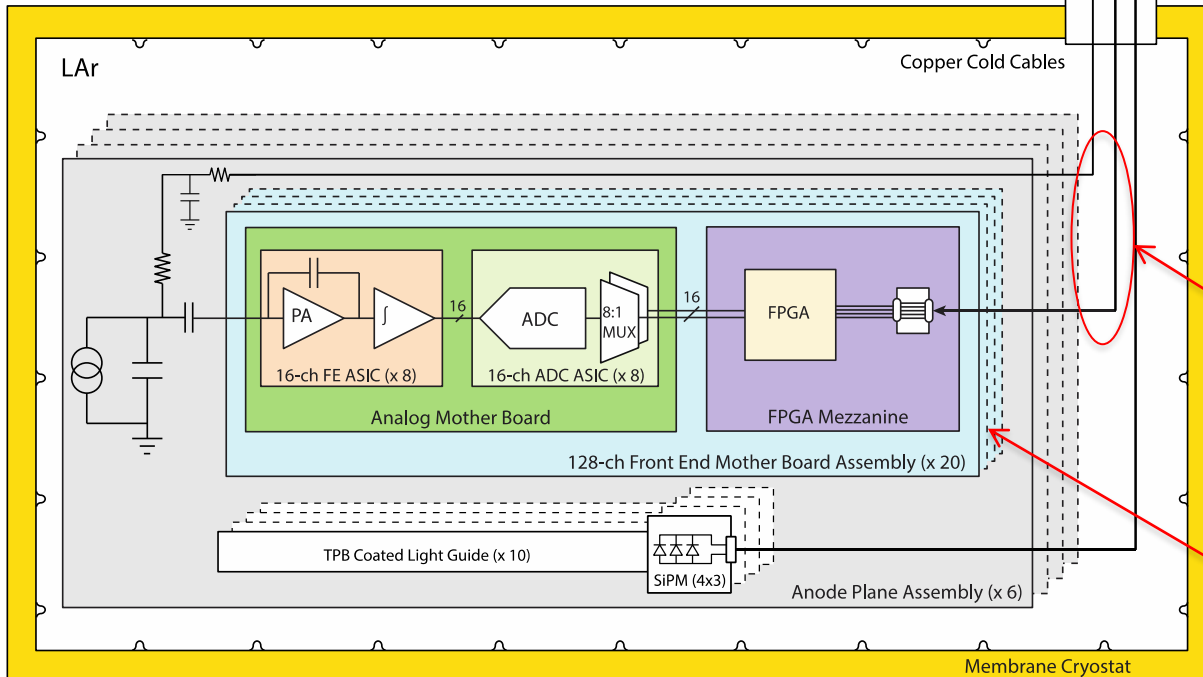 LAr
Copper Cold Cables
PA
∫
16
ADC
8:1
MUX
16
FPGA
16-ch FE ASIC (x 8)
16-ch ADC ASIC (x 8)
Analog Mother Board
FPGA Mezzanine
128-ch Front End Mother Board Assembly (x 20)
TPB Coated Light Guide (x 10)
SiPM (4x3)
Anode Plane Assembly (x 6)
Membrane Cryostat